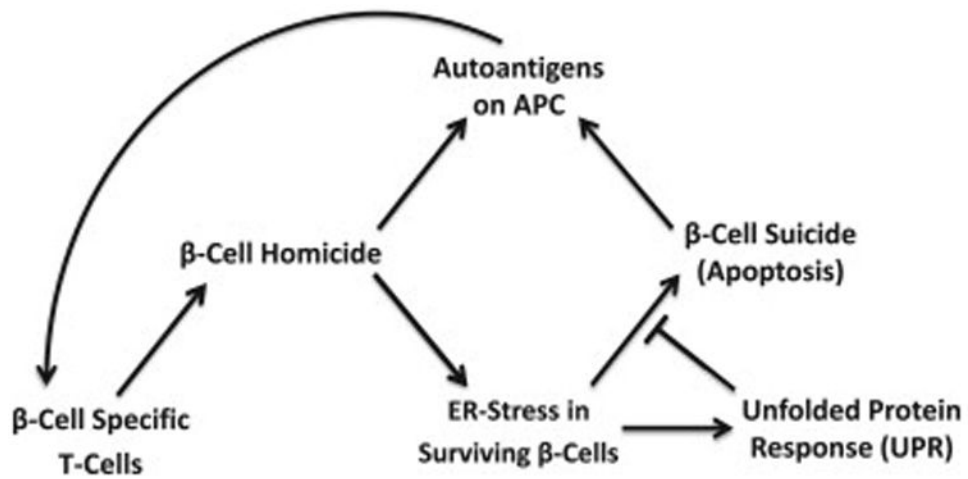 Autoantigens
on APC
β-Cell Homicide
β-Cell Suicide
(Apoptosis)
β-Cell Specific
T-Cells
ER-Stress in
Surviving β-Cells
Unfolded Protein
Response (UPR)